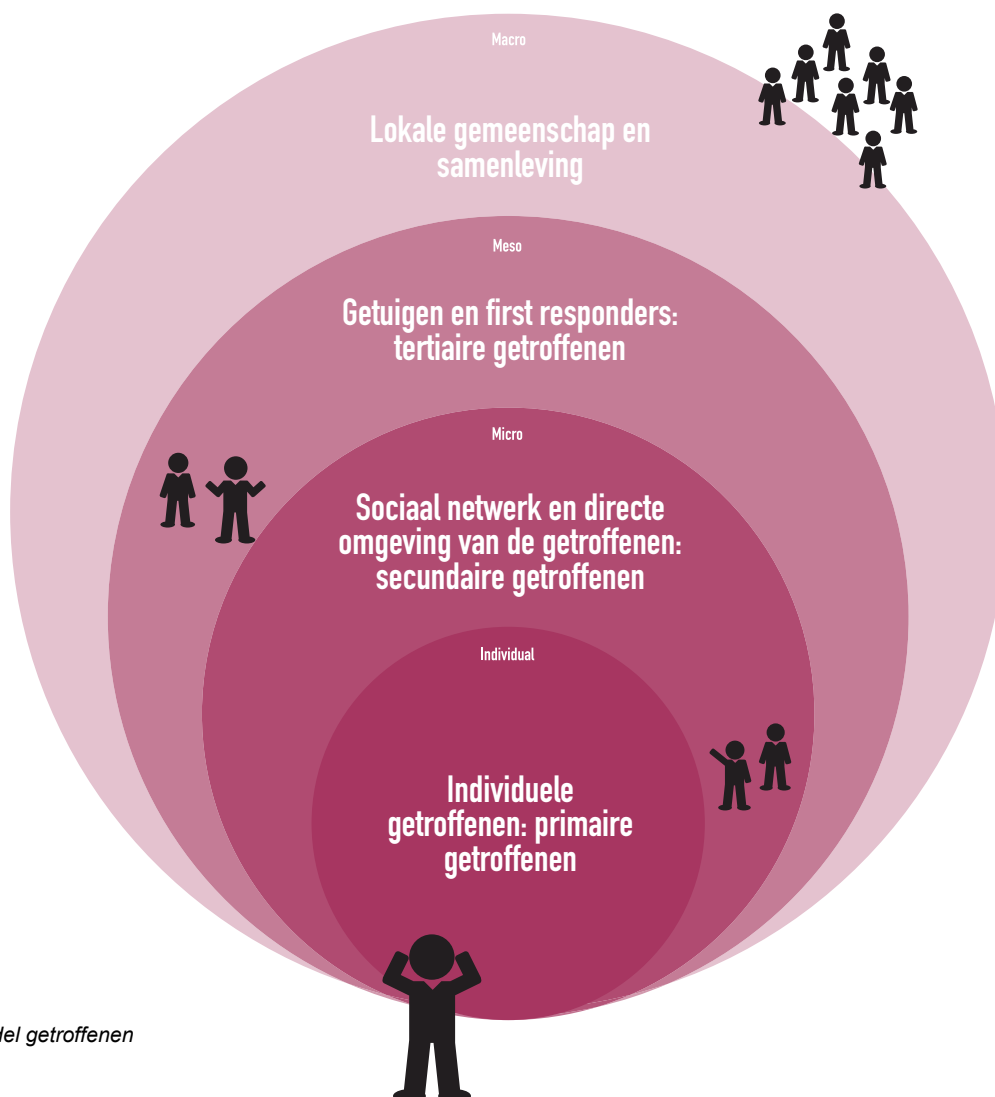 Macro
Lokale gemeenschap en
samenleving
Meso
Getuigen en first responders:
tertiaire getroffenen
Micro
Sociaal netwerk en directe
omgeving van de getroffenen:
secundaire getroffenen
Individual
Individuele
getroffenen: primaire
getroffenen
getroffenen